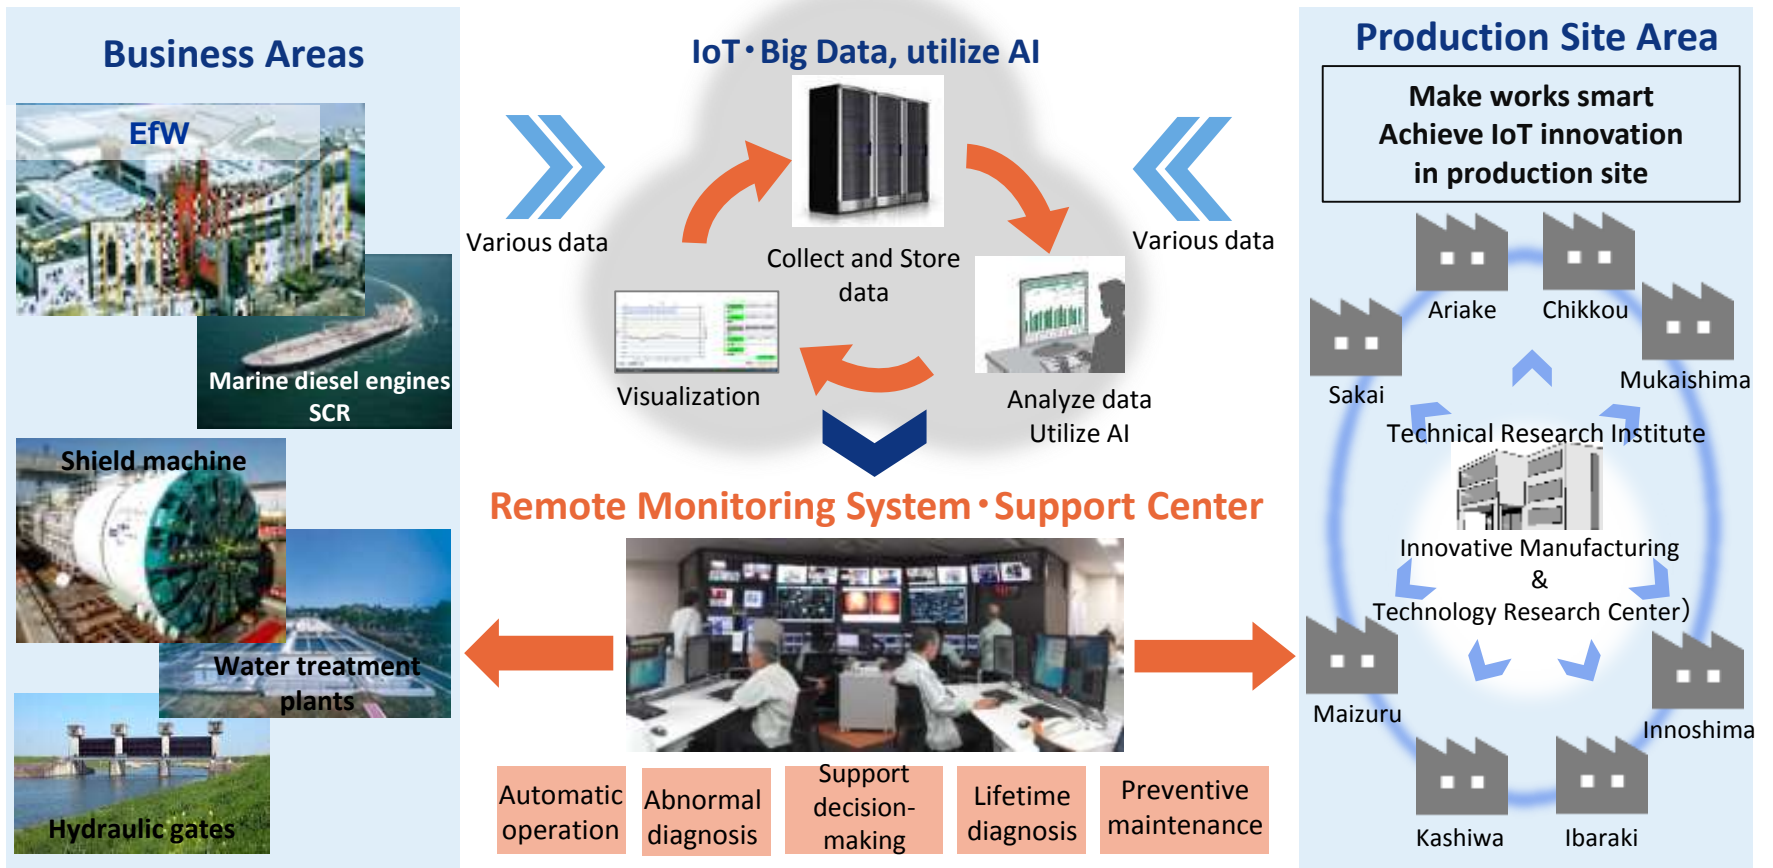 Business Areas
EfW
Marine diesel engines
SCR
Shield machine
Water treatment
plants
Hydraulic gates
IoT・Big Data, utilize AI
Various data
Various data
Collect and Store
data
Visualization
Analyze data
Utilize AI
Remote Monitoring System・Support Center
Automatic
operation
Abnormal
diagnosis
Support
decision-
making
Lifetime
diagnosis
Preventive
maintenance
Production Site Area
Make works smart
Achieve IoT innovation
in production site
Ariake
Chikkou
Sakai
Mukaishima
Technical Research Institute
Innovative Manufacturing
&
Technology Research Center）
Maizuru
Innoshima
Kashiwa
Ibaraki